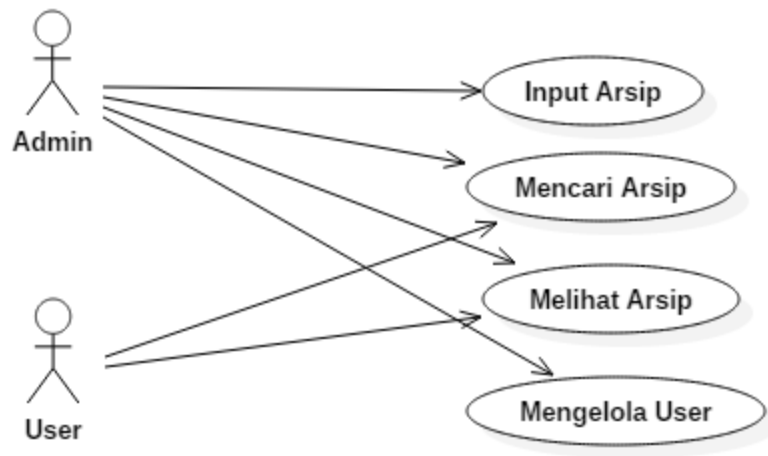 Admin
Input Arsip
Mencari Arsip
Melihat Arsip
User
Mengelola User